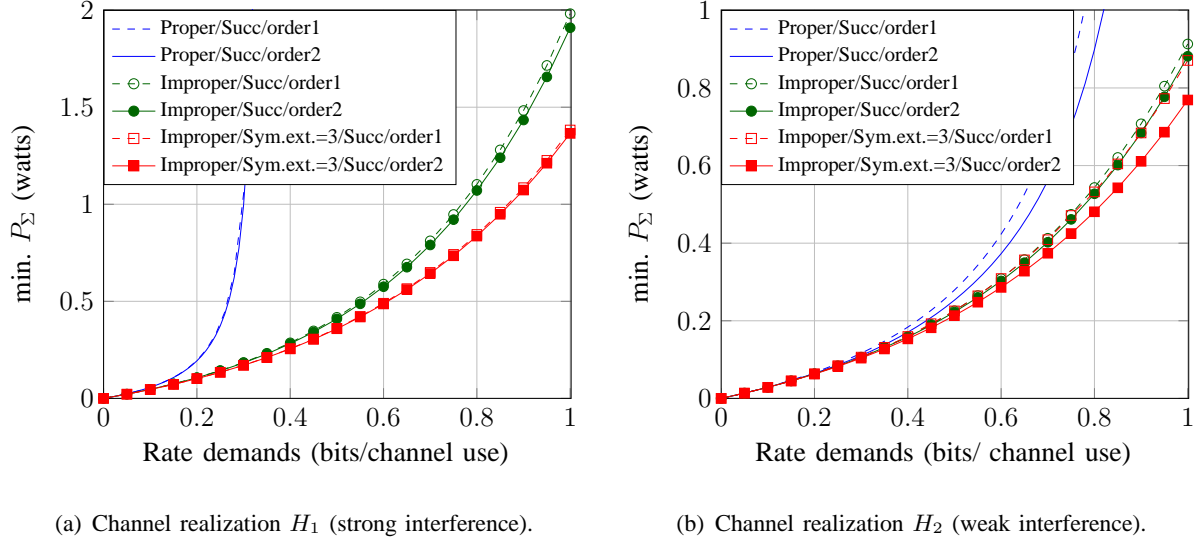 2
1.5
1
0.5
0
min. P_Σ (watts)
Proper/Succ/order1
Proper/Succ/order2
Improper/Succ/order1
Improper/Succ/order2
Improper/Sym.ext.=3/Succ/order1
Improper/Sym.ext.=3/Succ/order2
0 0.2 0.4 0.6 0.8 1
Rate demands (bits/channel use)
(a) Channel realization H_1 (strong interference).
1
0.8
0.6
0.4
0.2
0
min. P_Σ (watts)
Proper/Succ/order1
Proper/Succ/order2
Improper/Succ/order1
Improper/Succ/order2
Impoper/Sym.ext.=3/Succ/order1
Improper/Sym.ext.=3/Succ/order2
0 0.2 0.4 0.6 0.8 1
Rate demands (bits/ channel use)
(b) Channel realization H_2 (weak interference).